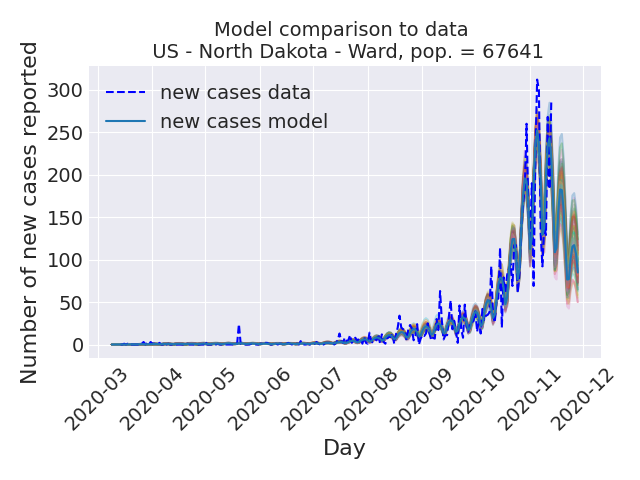 Model comparison to data
US - North Dakota - Ward, pop. = 67641
Number of new cases reported
300
250
200
150
100
50
0
new cases data
new cases model
2020-03
2020-04
2020-05
2020-06
2020-07
2020-08
2020-09
2020-10
2020-11
2020-12
Day